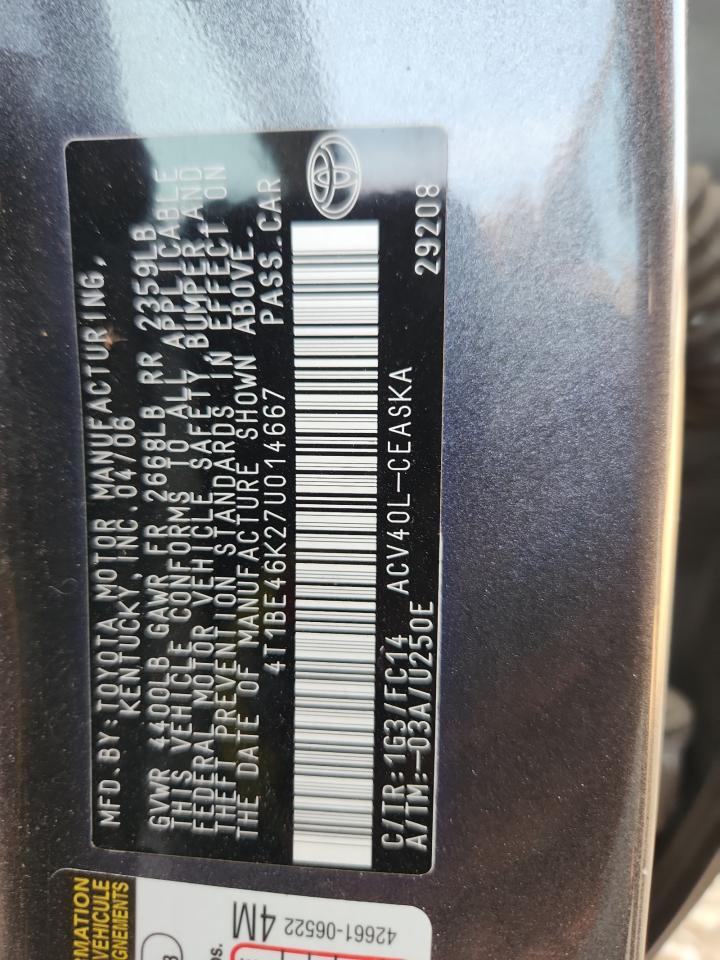 MFD.BY:TOYOTA MOTOR MANUFACTURING,
KENTUCKY, INC. 04/06
GVWR 4400LB GAWR FR 2668LB RR 2359LB
THIS VEHICLE CONFORMS TO ALL APPLICABLE
FEDERAL MOTOR VEHICLE SAFETY, BUMPER, AND
THEFT PREVENTION STANDARDS IN EFFECT ON
THE DATE OF MANUFACTURE SHOWN ABOVE.
4T1BE46K27U014667 PASS.CAR
C/TR:1G3/FC14 ACV40L-CEASKA
A/TM:-03A/U250E 29208
4M
42661-06522